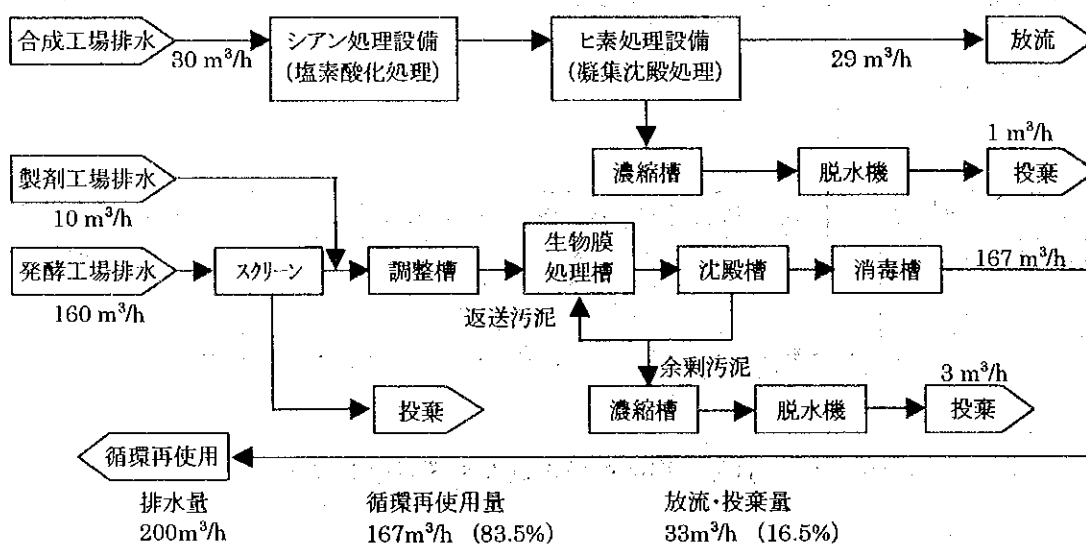 合成工場排水
30 m³/h
シアン処理設備
(塩素酸化処理)
ヒ素処理設備
(凝集沈殿処理)
29 m³/h
放流
濃縮槽
脱水機
1 m³/h
投棄
製剤工場排水
10 m³/h
発酵工場排水
160 m³/h
スクリーン
調整槽
生物膜
処理槽
沈殿槽
消毒槽
167 m³/h
返送汚泥
余剰汚泥
投棄
濃縮槽
脱水機
3 m³/h
投棄
循環再使用
排水量
200m³/h
循環再使用量
167m³/h (83.5%)
放流・投棄量
33m³/h (16.5%)